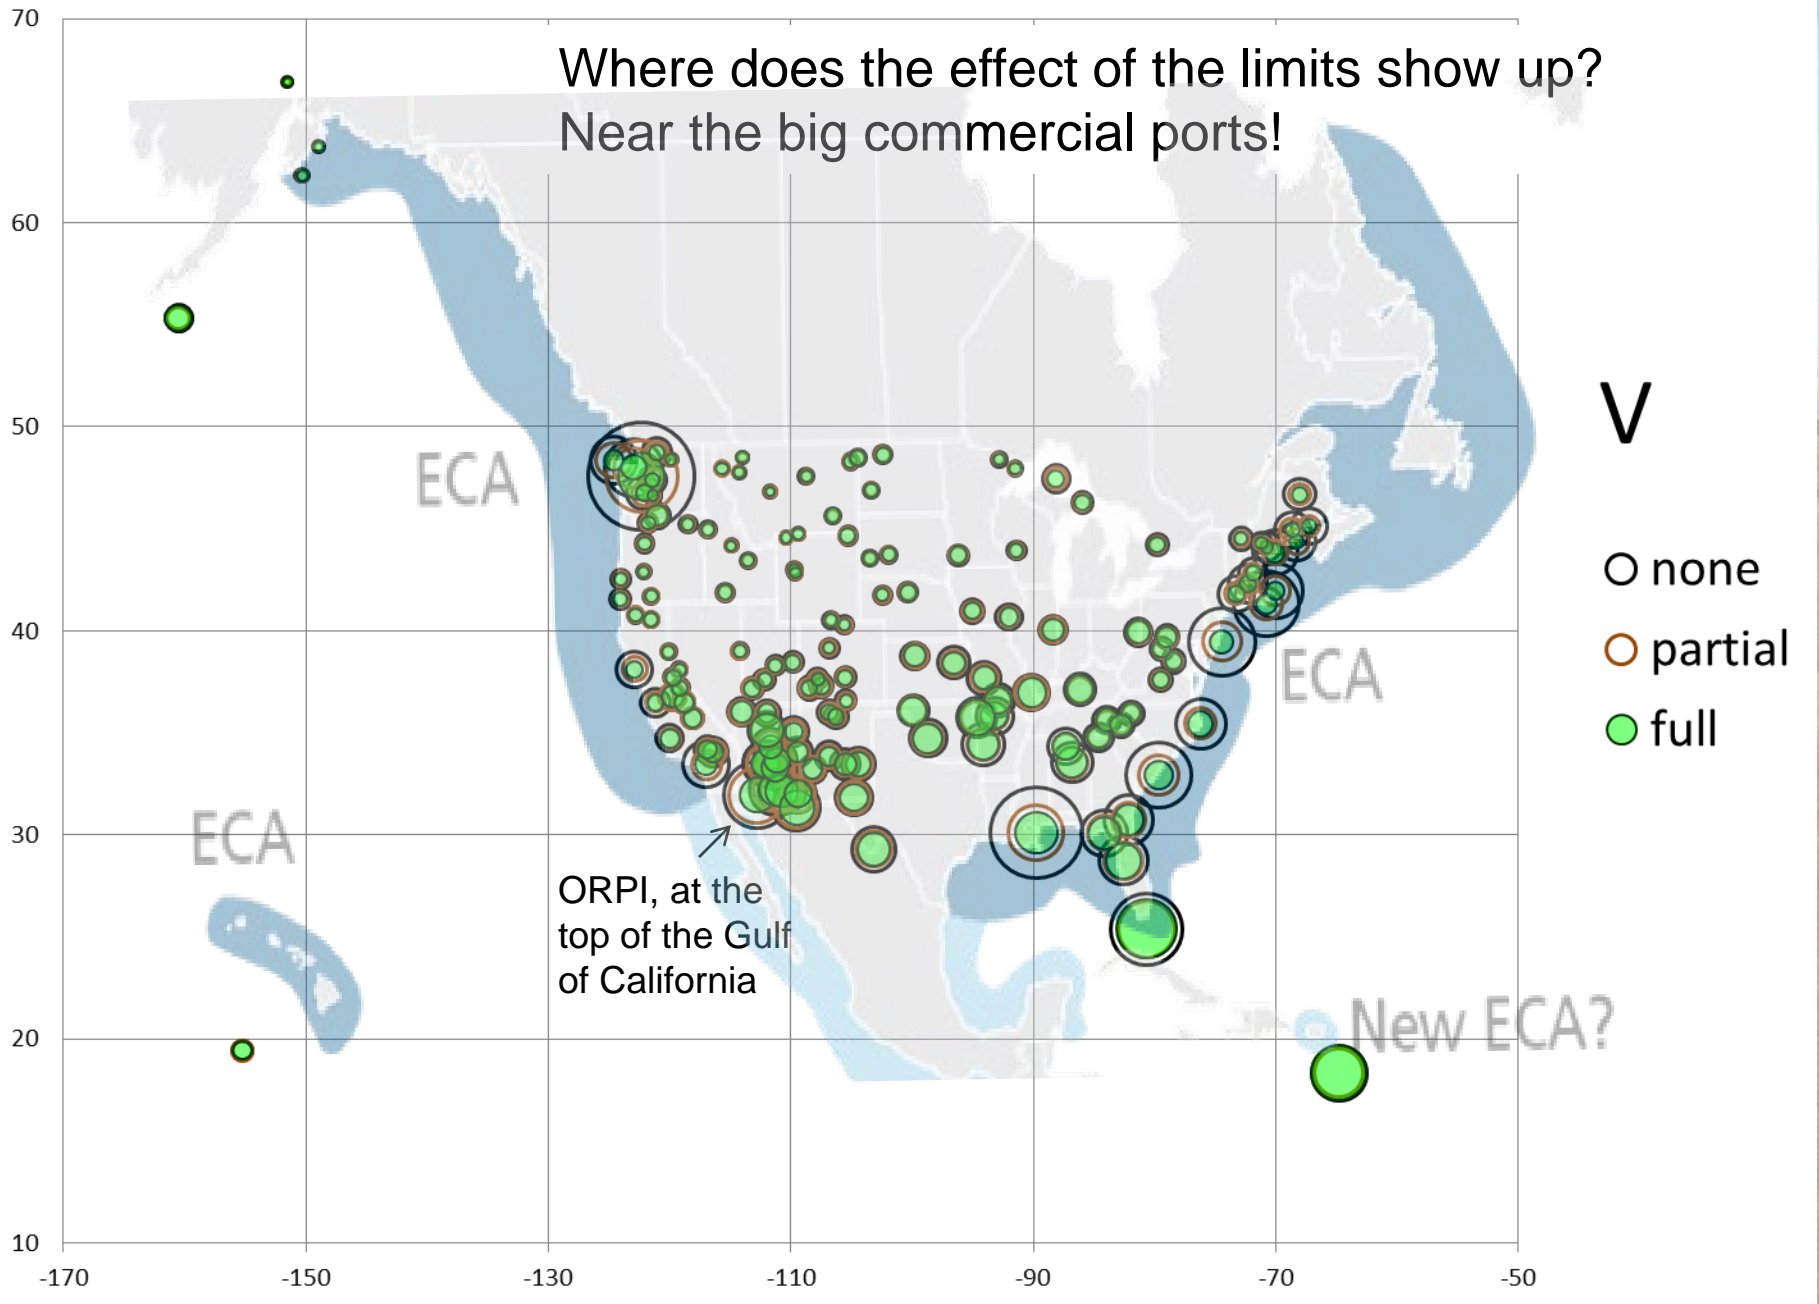 Where does the effect of the limits show up?
Near the big commercial ports!
70
60
50
40
30
20
10
-170
-150
-130
-110
-90
-70
-50
ECA
ECA
ECA
New ECA?
ORPI, at the
top of the Gulf
of California
V
none
partial
full